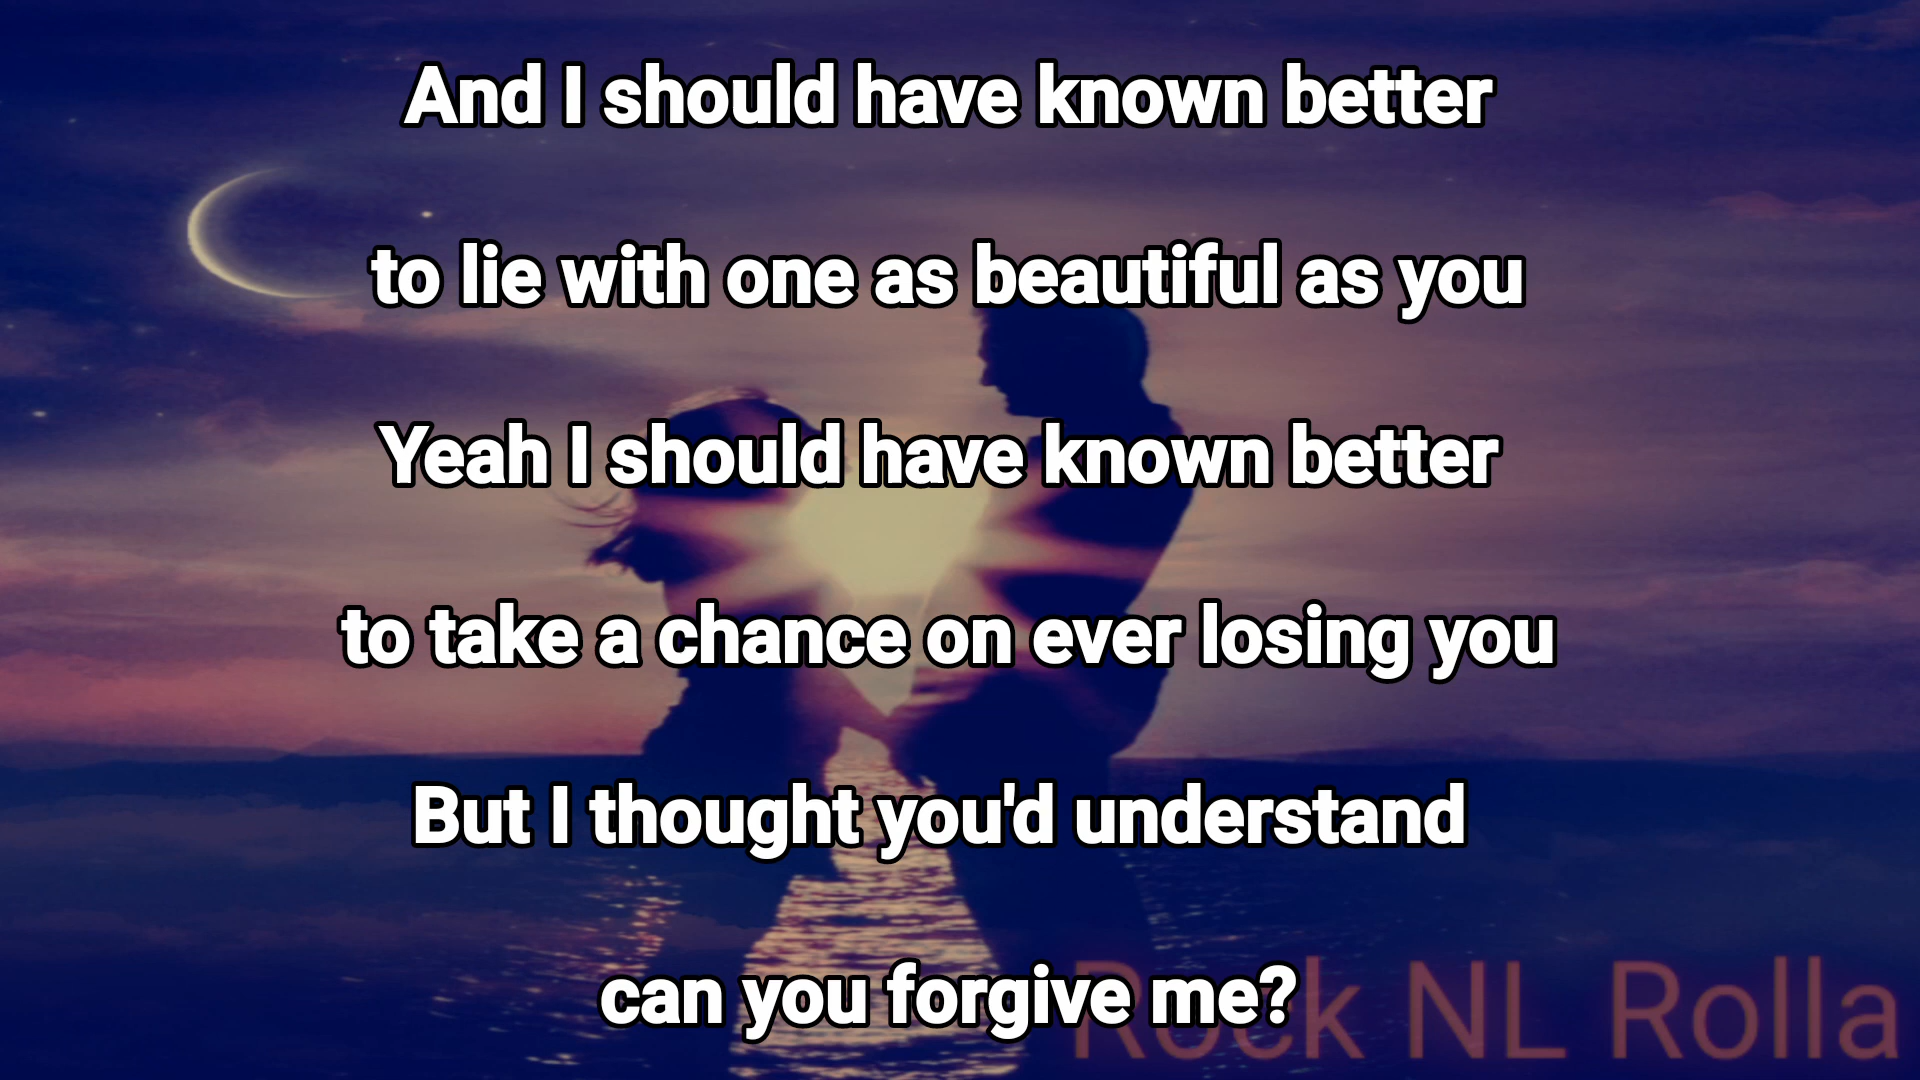 And I should have known better
to lie with one as beautiful as you
Yeah I should have known better
to take a chance on ever losing you
But I thought you'd understand
can you forgive me?
Rock NL Rolla